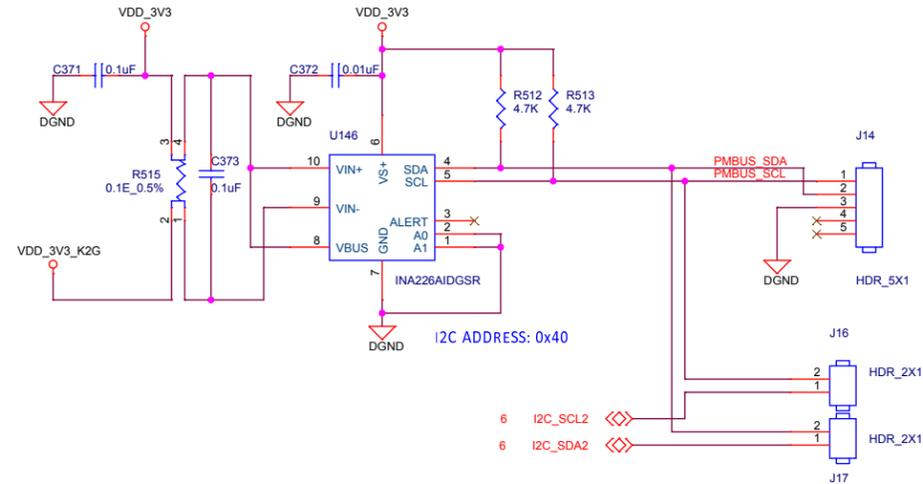 VDD_3V3
VDD_3V3
C371
0.1uF
C372
0.01uF
R512
4.7K
R513
4.7K
DGND
DGND
U146
J14
3
4
6
R515
0.1E_0.5%
C373
0.1uF
10
VIN+
VS+
SDA
4
SCL
5
PMBUS_SDA
PMBUS_SCL
1
2
3
4
5
9
VIN-
ALERT
3
2
1
A0
2
8
VBUS
GND
A1
1
VDD_3V3_K2G
7
INA226AIDGSR
DGND
HDR_5X1
DGND
I2C ADDRESS: 0x40
J16
2
1
HDR_2X1
6 I2C_SCL2
6 I2C_SDA2
2
1
HDR_2X1
J17